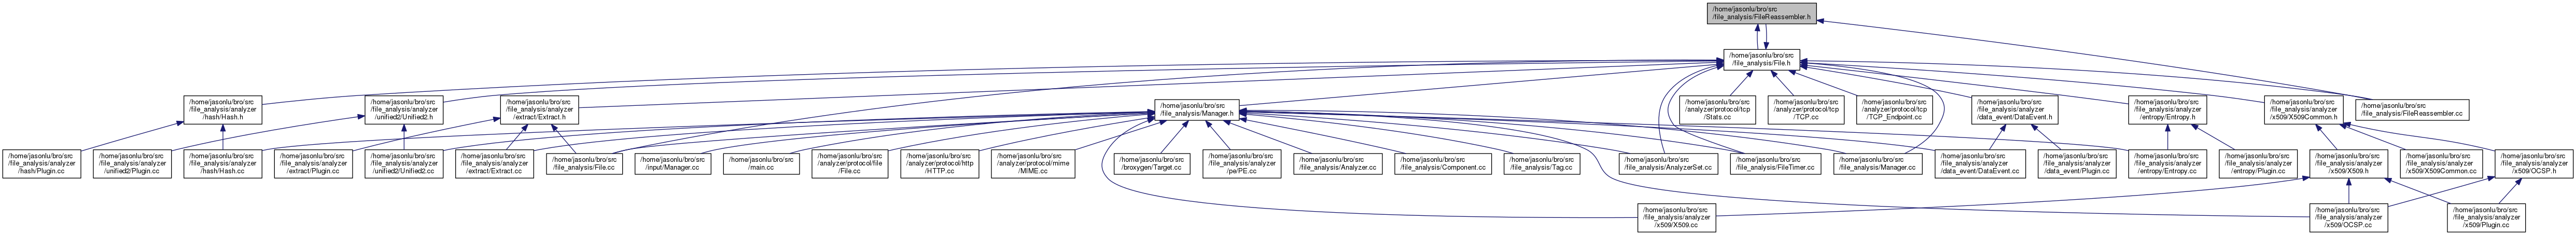 /home/jasonlu/bro/src
/file_analysis/FileReassembler.h
/home/jasonlu/bro/src
/file_analysis/File.h
/home/jasonlu/bro/src
/file_analysis/analyzer
/hash/Hash.h
/home/jasonlu/bro/src
/file_analysis/analyzer
/unified2/Unified2.h
/home/jasonlu/bro/src
/file_analysis/analyzer
/extract/Extract.h
/home/jasonlu/bro/src
/file_analysis/Manager.h
/home/jasonlu/bro/src
/analyzer/protocol/tcp
/Stats.cc
/home/jasonlu/bro/src
/analyzer/protocol/tcp
/TCP.cc
/home/jasonlu/bro/src
/analyzer/protocol/tcp
/TCP_Endpoint.cc
/home/jasonlu/bro/src
/file_analysis/analyzer
/data_event/DataEvent.h
/home/jasonlu/bro/src
/file_analysis/analyzer
/entropy/Entropy.h
/home/jasonlu/bro/src
/file_analysis/analyzer
/x509/X509Common.h
/home/jasonlu/bro/src
/file_analysis/FileReassembler.cc
/home/jasonlu/bro/src
/file_analysis/analyzer
/hash/Plugin.cc
/home/jasonlu/bro/src
/file_analysis/analyzer
/unified2/Plugin.cc
/home/jasonlu/bro/src
/file_analysis/analyzer
/hash/Hash.cc
/home/jasonlu/bro/src
/file_analysis/analyzer
/extract/Plugin.cc
/home/jasonlu/bro/src
/file_analysis/analyzer
/unified2/Unified2.cc
/home/jasonlu/bro/src
/file_analysis/analyzer
/extract/Extract.cc
/home/jasonlu/bro/src
/file_analysis/File.cc
/home/jasonlu/bro/src
/input/Manager.cc
/home/jasonlu/bro/src
/main.cc
/home/jasonlu/bro/src
/analyzer/protocol/file
/File.cc
/home/jasonlu/bro/src
/analyzer/protocol/http
/HTTP.cc
/home/jasonlu/bro/src
/analyzer/protocol/mime
/MIME.cc
/home/jasonlu/bro/src
/broxygen/Target.cc
/home/jasonlu/bro/src
/file_analysis/analyzer
/pe/PE.cc
/home/jasonlu/bro/src
/file_analysis/Analyzer.cc
/home/jasonlu/bro/src
/file_analysis/Component.cc
/home/jasonlu/bro/src
/file_analysis/Tag.cc
/home/jasonlu/bro/src
/file_analysis/AnalyzerSet.cc
/home/jasonlu/bro/src
/file_analysis/FileTimer.cc
/home/jasonlu/bro/src
/file_analysis/Manager.cc
/home/jasonlu/bro/src
/file_analysis/analyzer
/data_event/DataEvent.cc
/home/jasonlu/bro/src
/file_analysis/analyzer
/data_event/Plugin.cc
/home/jasonlu/bro/src
/file_analysis/analyzer
/entropy/Entropy.cc
/home/jasonlu/bro/src
/file_analysis/analyzer
/entropy/Plugin.cc
/home/jasonlu/bro/src
/file_analysis/analyzer
/x509/X509.h
/home/jasonlu/bro/src
/file_analysis/analyzer
/x509/X509Common.cc
/home/jasonlu/bro/src
/file_analysis/analyzer
/x509/OCSP.h
/home/jasonlu/bro/src
/file_analysis/analyzer
/x509/X509.cc
/home/jasonlu/bro/src
/file_analysis/analyzer
/x509/OCSP.cc
/home/jasonlu/bro/src
/file_analysis/analyzer
/x509/Plugin.cc